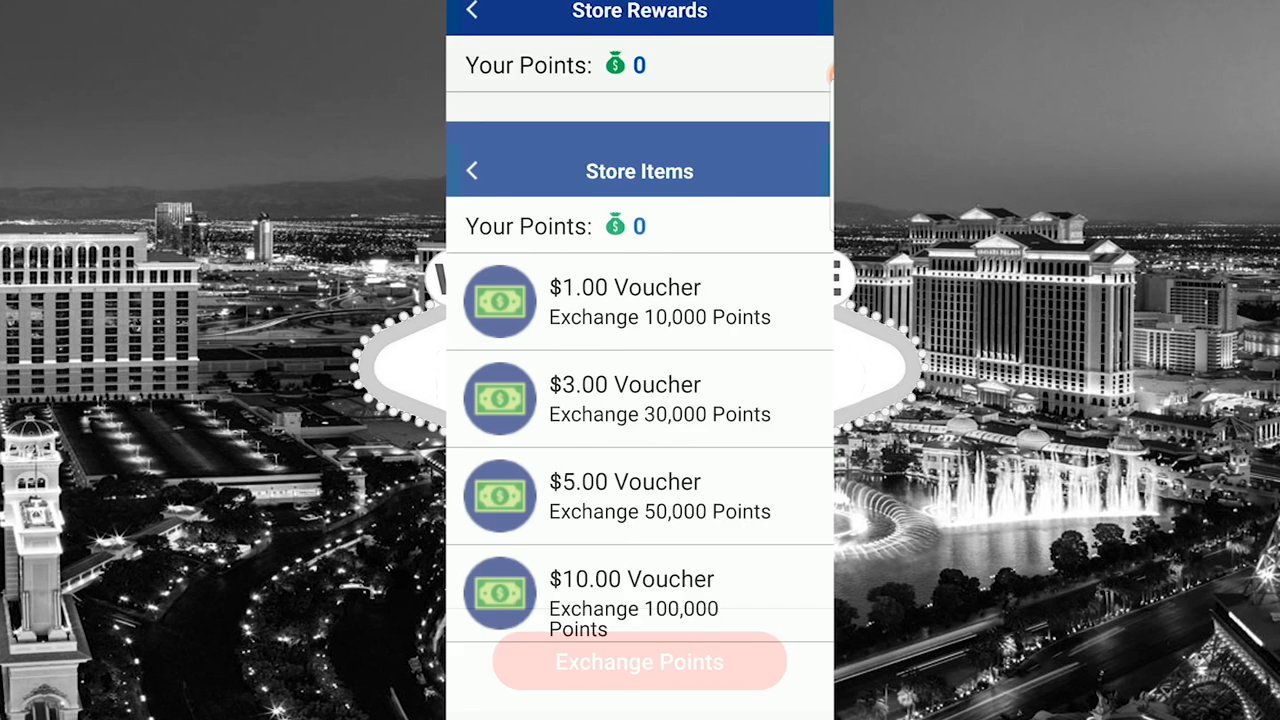 Store Rewards
Your Points: 0
Store Items
Your Points: 0
$1.00 Voucher
Exchange 10,000 Points
$3.00 Voucher
Exchange 30,000 Points
$5.00 Voucher
Exchange 50,000 Points
$10.00 Voucher
Exchange 100,000
Points
Exchange Points